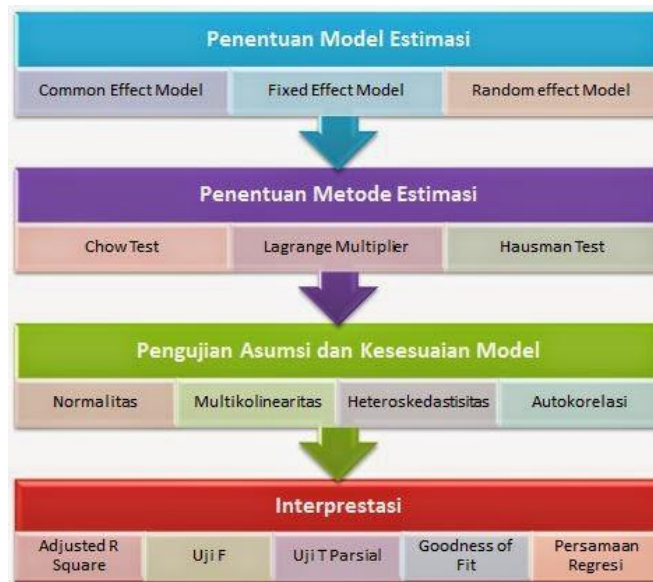 Penentuan Model Estimasi
Common Effect Model
Fixed Effect Model
Random effect Model
Penentuan Metode Estimasi
Chow Test
Lagrange Multiplier
Hausman Test
Pengujian Asumsi dan Kesesuaian Model
Normalitas
Multikolinearitas
Heteroskedastisitas
Autokorelasi
Interprestasi
Adjusted R
Square
Uji F
Uji T Parsial
Goodness of
Fit
Persamaan
Regresi